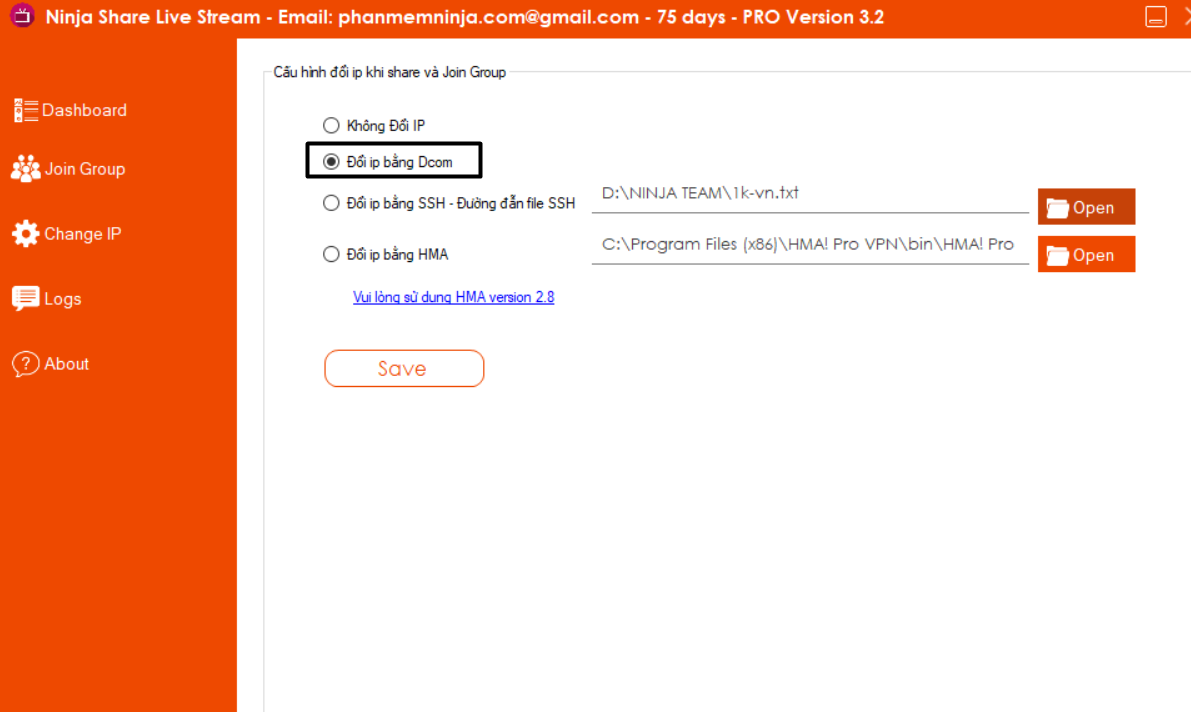 Ninja Share Live Stream - Email: phanmemninja.com@gmail.com - 75 days - PRO Version 3.2
Dashboard
Join Group
Change IP
Logs
About
Cấu hình đổi ip khi share và Join Group
Không Đổi IP
Đổi ip bằng Dcom
Đổi ip bằng SSH - Đường đẫn file SSH
D:\NINJA TEAM\1k-vn.txt
Open
Đổi ip bằng HMA
C:\Program Files (x86)\HMA! Pro VPN\bin\HMA! Pro
Open
Vui lòng sử dụng HMA version 2.8
Save